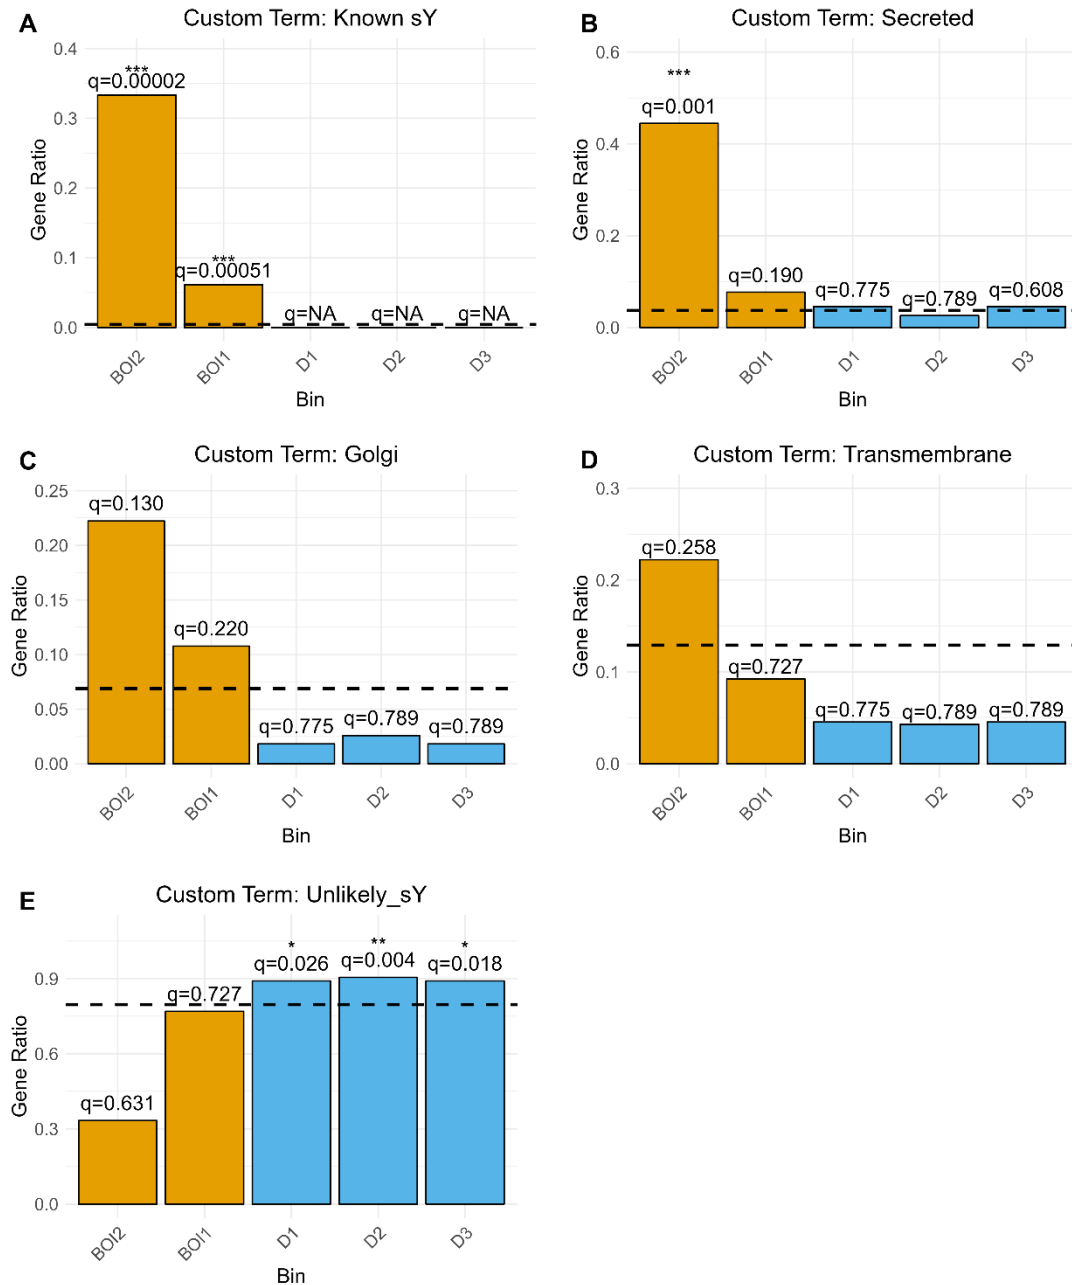 A
Custom Term: Known sY
Gene Ratio
0.4
0.3
0.2
0.1
0.0
***
q=0.00002
***
q=0.00051
q=NA
q=NA
q=NA
BOI2
BOI1
D1
D2
D3
Bin
B
Custom Term: Secreted
Gene Ratio
0.6
0.4
0.2
0.0
***
q=0.001
q=0.190
q=0.775
q=0.789
q=0.608
BOI2
BOI1
D1
D2
D3
Bin
C
Custom Term: Golgi
Gene Ratio
0.25
0.20
0.15
0.10
0.05
0.00
q=0.130
q=0.220
q=0.775
q=0.789
q=0.789
BOI2
BOI1
D1
D2
D3
Bin
D
Custom Term: Transmembrane
Gene Ratio
0.3
0.2
0.1
0.0
q=0.258
q=0.727
q=0.775
q=0.789
q=0.789
BOI2
BOI1
D1
D2
D3
Bin
E
Custom Term: Unlikely_sY
Gene Ratio
0.9
0.6
0.3
0.0
q=0.631
q=0.727
*
q=0.026
**
q=0.004
*
q=0.018
BOI2
BOI1
D1
D2
D3
Bin